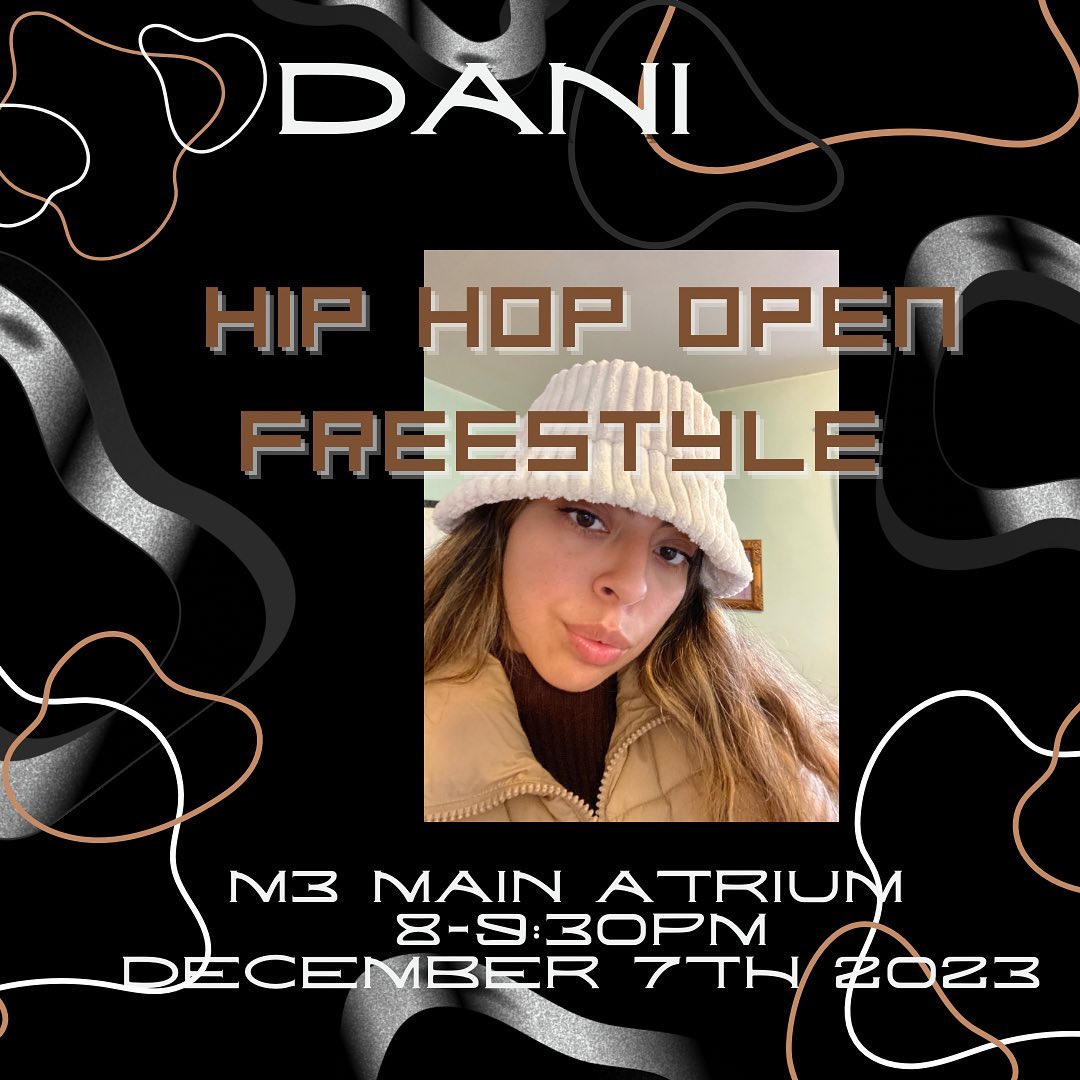 DANI
HIP HOP OPEN
FREESTYLE
M3 MAIN ATRIUM
8-9:30PM
DECEMBER 7TH 2023